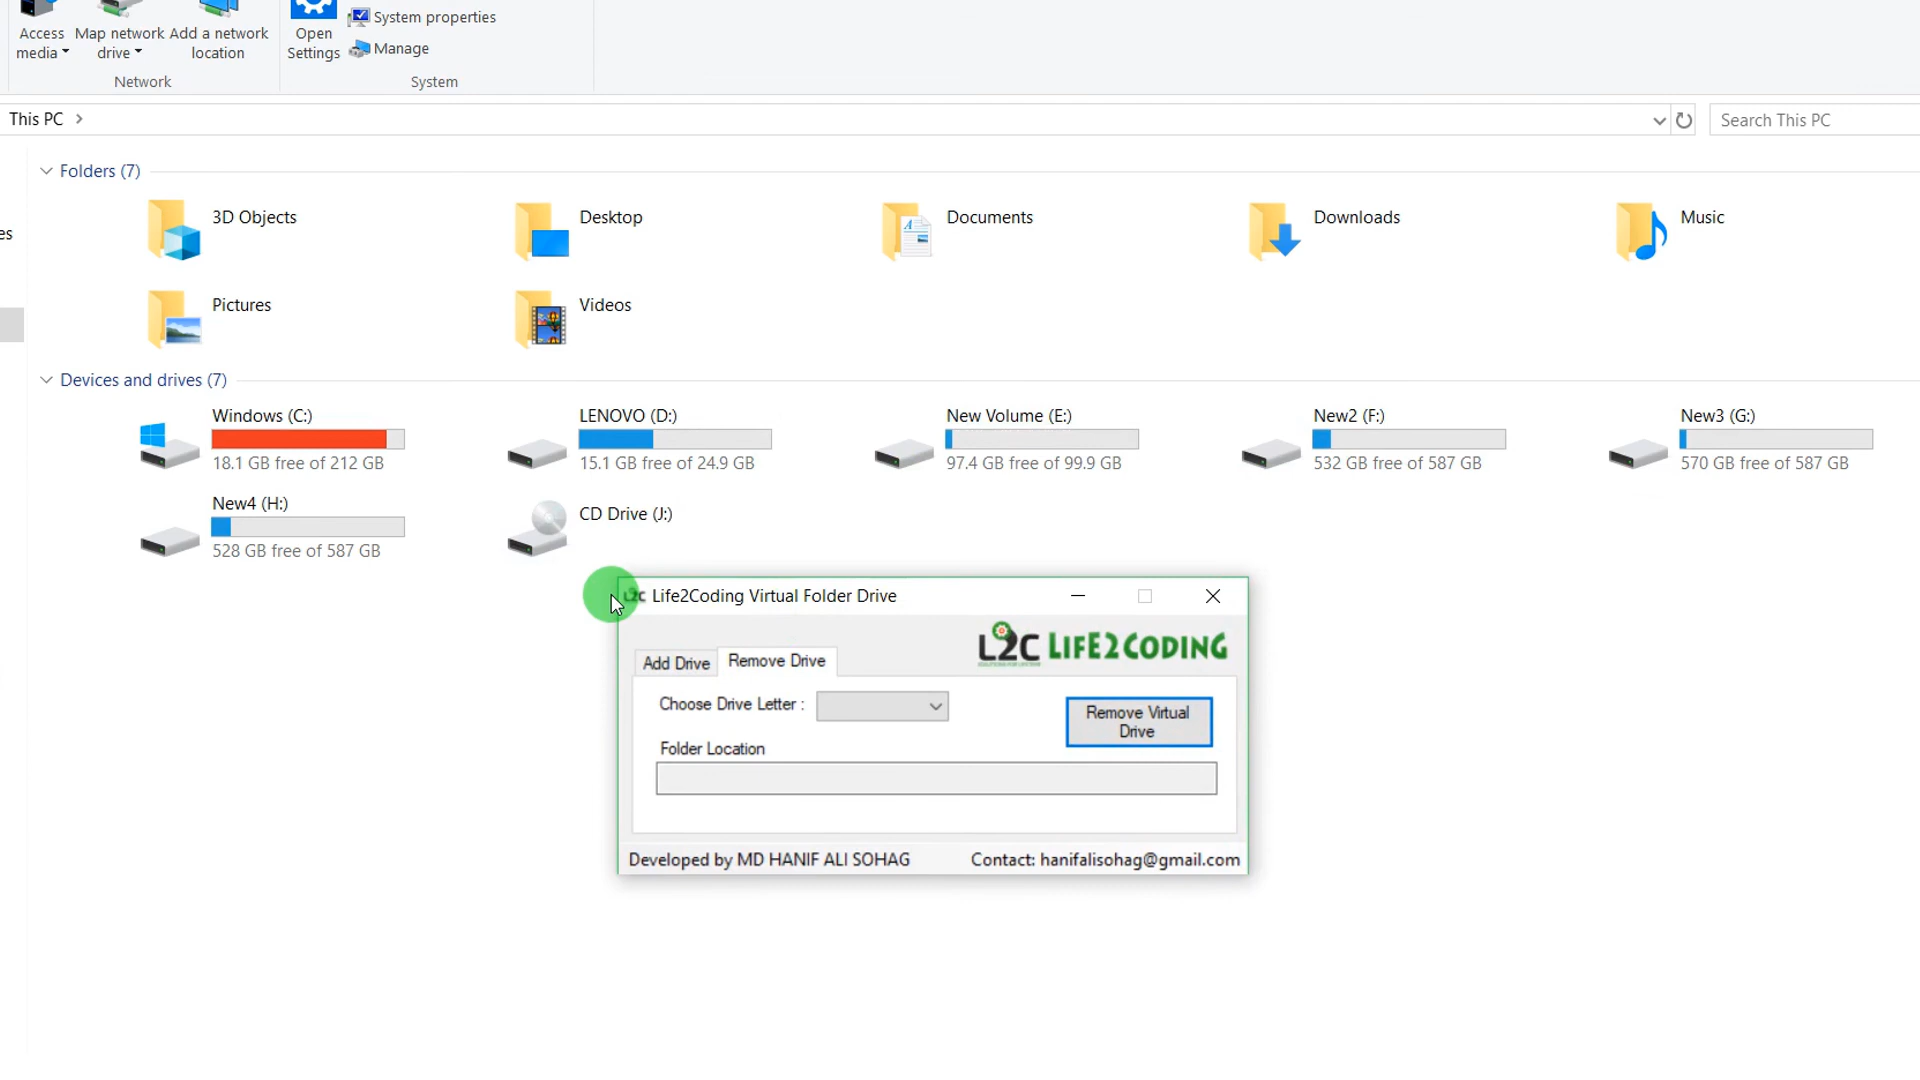 Access media
Map network drive
Add a network location
Open Settings
System properties
Manage
Network
System
This PC
Search This PC
Folders (7)
3D Objects
Desktop
Documents
Downloads
Music
es
Pictures
Videos
Devices and drives (7)
Windows (C:)
18.1 GB free of 212 GB
LENOVO (D:)
15.1 GB free of 24.9 GB
New Volume (E:)
97.4 GB free of 99.9 GB
New2 (F:)
532 GB free of 587 GB
New3 (G:)
570 GB free of 587 GB
New4 (H:)
528 GB free of 587 GB
CD Drive (J:)
Life2Coding Virtual Folder Drive
L2C LIFE2CODING
Add Drive
Remove Drive
Choose Drive Letter :
Remove Virtual
Drive
Folder Location
Developed by MD HANIF ALI SOHAG
Contact: hanifalisohag@gmail.com